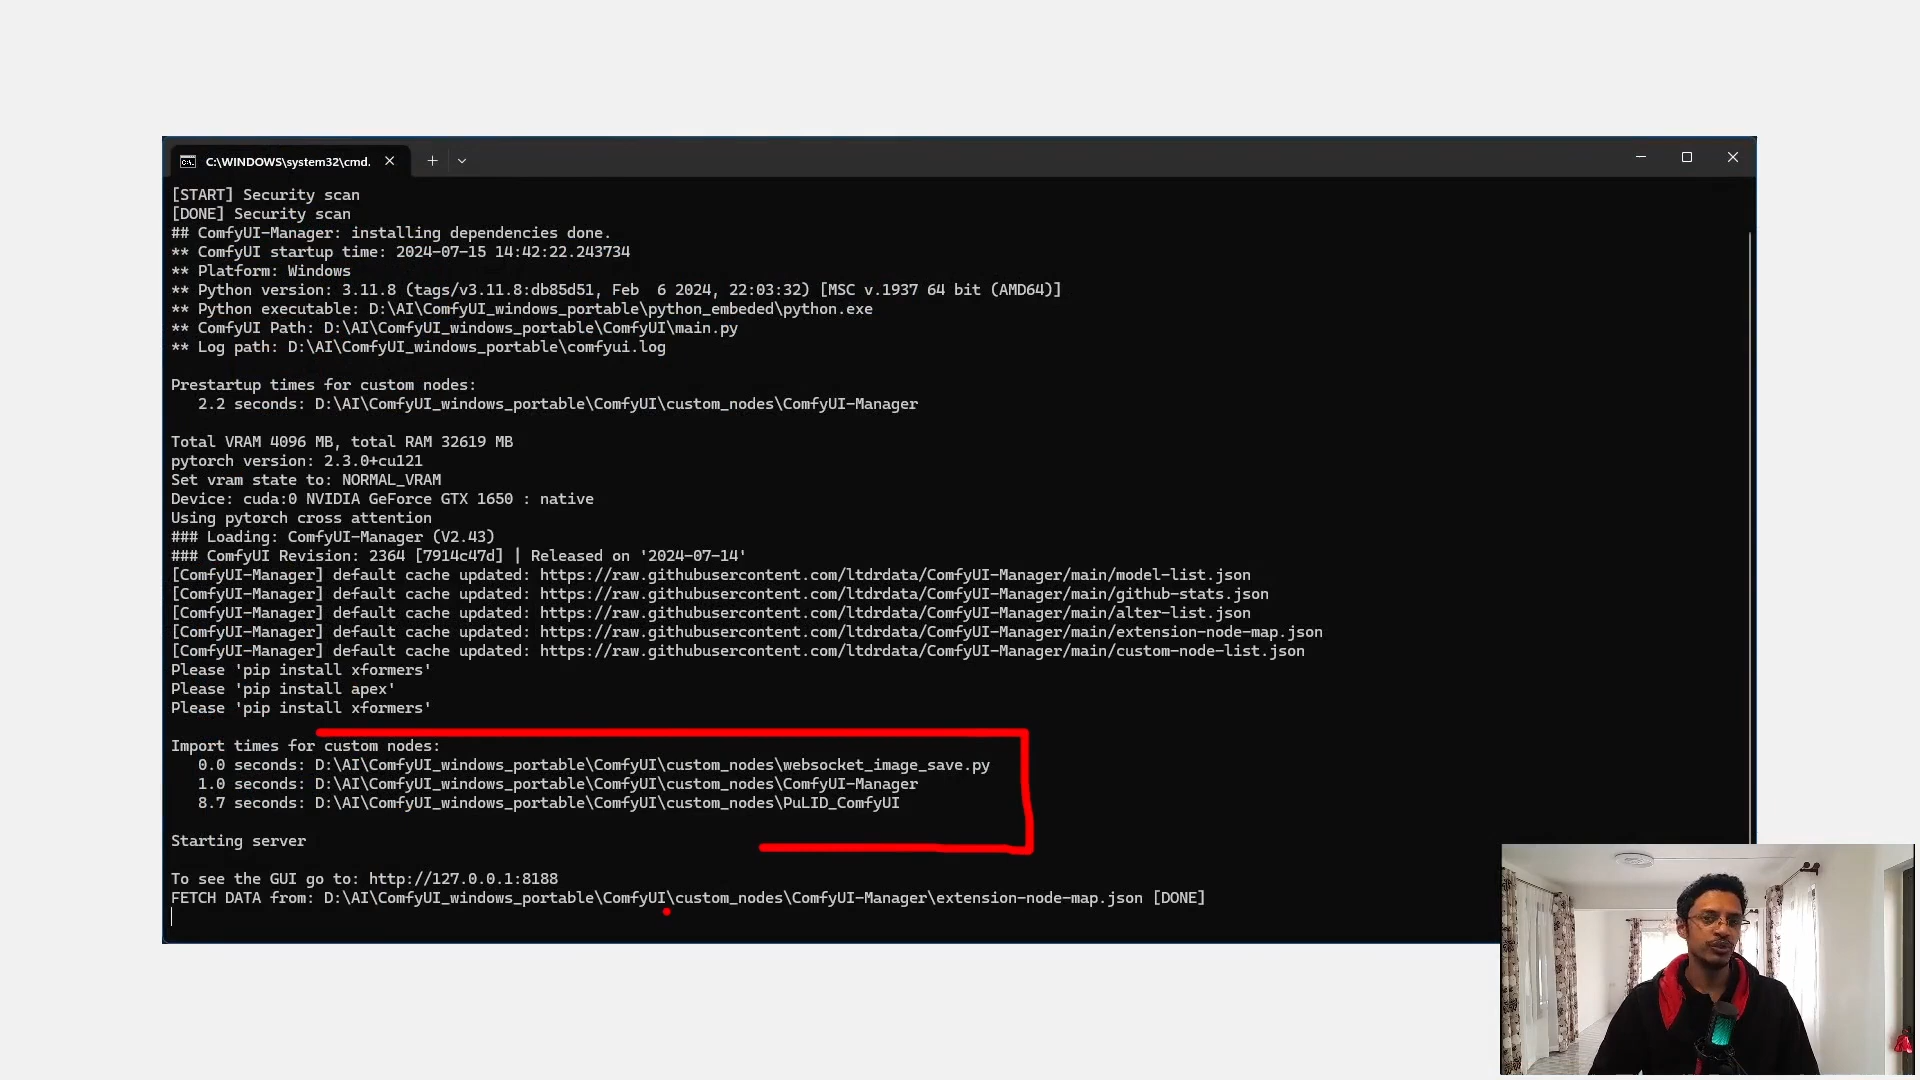 C:\WINDOWS\system32\cmd.
[START] Security scan
[DONE] Security scan
## ComfyUI-Manager: installing dependencies done.
** ComfyUI startup time: 2024-07-15 14:42:22.243734
** Platform: Windows
** Python version: 3.11.8 (tags/v3.11.8:db85d51, Feb  6 2024, 22:03:32) [MSC v.1937 64 bit (AMD64)]
** Python executable: D:\AI\ComfyUI_windows_portable\python_embeded\python.exe
** ComfyUI Path: D:\AI\ComfyUI_windows_portable\ComfyUI\main.py
** Log path: D:\AI\ComfyUI_windows_portable\comfyui.log
Prestartup times for custom nodes:
   2.2 seconds: D:\AI\ComfyUI_windows_portable\ComfyUI\custom_nodes\ComfyUI-Manager
Total VRAM 4096 MB, total RAM 32619 MB
pytorch version: 2.3.0+cu121
Set vram state to: NORMAL_VRAM
Device: cuda:0 NVIDIA GeForce GTX 1650 : native
Using pytorch cross attention
### Loading: ComfyUI-Manager (V2.43)
### ComfyUI Revision: 2364 [7914c47d] | Released on '2024-07-14'
[ComfyUI-Manager] default cache updated: https://raw.githubusercontent.com/ltdrdata/ComfyUI-Manager/main/model-list.json
[ComfyUI-Manager] default cache updated: https://raw.githubusercontent.com/ltdrdata/ComfyUI-Manager/main/github-stats.json
[ComfyUI-Manager] default cache updated: https://raw.githubusercontent.com/ltdrdata/ComfyUI-Manager/main/alter-list.json
[ComfyUI-Manager] default cache updated: https://raw.githubusercontent.com/ltdrdata/ComfyUI-Manager/main/extension-node-map.json
[ComfyUI-Manager] default cache updated: https://raw.githubusercontent.com/ltdrdata/ComfyUI-Manager/main/custom-node-list.json
Please 'pip install xformers'
Please 'pip install apex'
Please 'pip install xformers'
Import times for custom nodes:
   0.0 seconds: D:\AI\ComfyUI_windows_portable\ComfyUI\custom_nodes\websocket_image_save.py
   1.0 seconds: D:\AI\ComfyUI_windows_portable\ComfyUI\custom_nodes\ComfyUI-Manager
   8.7 seconds: D:\AI\ComfyUI_windows_portable\ComfyUI\custom_nodes\PuLID_ComfyUI
Starting server
To see the GUI go to: http://127.0.0.1:8188
FETCH DATA from: D:\AI\ComfyUI_windows_portable\ComfyUI\custom_nodes\ComfyUI-Manager\extension-node-map.json [DONE]